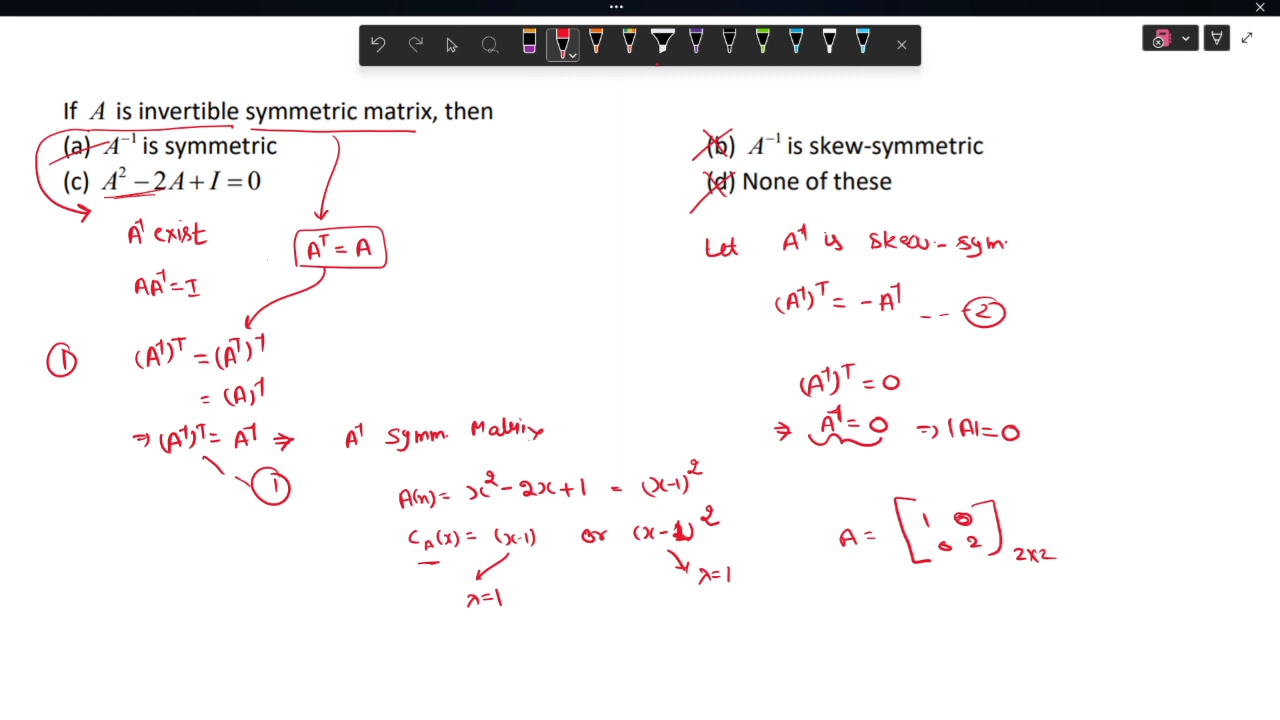 If A is invertible symmetric matrix, then
(a) A⁻¹ is symmetric
(b) A⁻¹ is skew-symmetric
(c) A² − 2A + I = 0
(d) None of these
A⁻¹ exist
AA⁻¹ = I
Aᵀ = A
① (A⁻¹)ᵀ = (Aᵀ)⁻¹
= (A)⁻¹
⇒ (A⁻¹)ᵀ = A⁻¹ ⇒ A⁻¹ Symm. Matrix
①
A(x) = x² − 2x + 1 = (x−1)²
C_A(x) = (x−1) or (x−1)²
λ=1
λ=1
Let A⁻¹ is skew-sym.
(A⁻¹)ᵀ = −A⁻¹ -- ②
(A⁻¹)ᵀ = 0
⇒ A⁻¹ = 0 ⇒ |A| = 0
A = [1 0
0 2]2x2